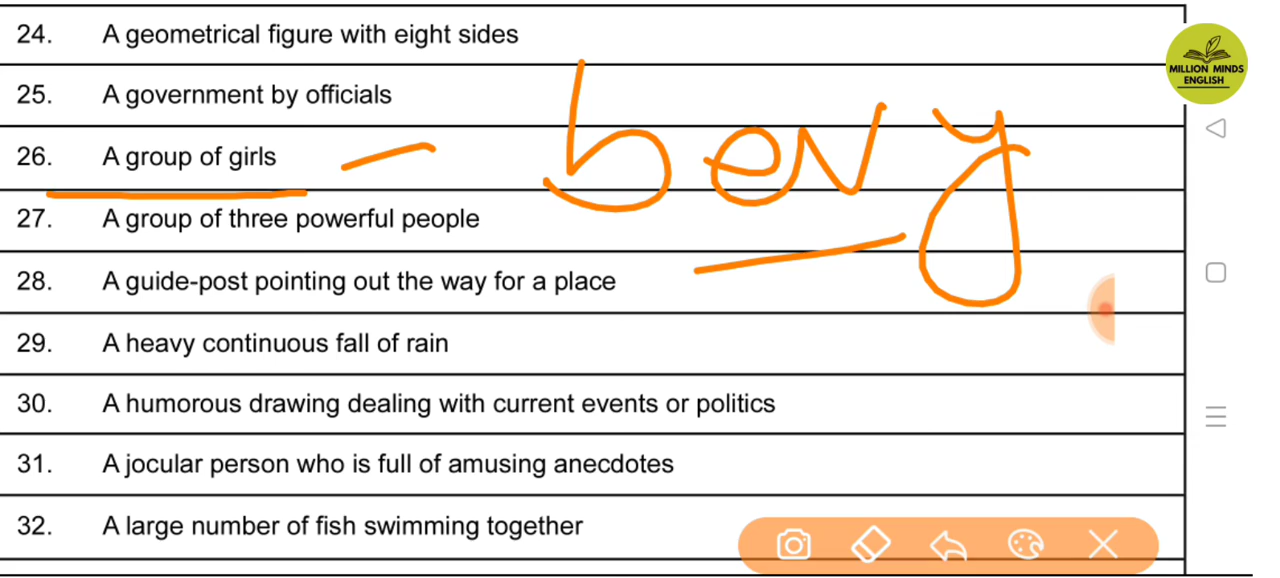 24. A geometrical figure with eight sides
25. A government by officials
26. A group of girls – bevy
27. A group of three powerful people
28. A guide-post pointing out the way for a place
29. A heavy continuous fall of rain
30. A humorous drawing dealing with current events or politics
31. A jocular person who is full of amusing anecdotes
32. A large number of fish swimming together
MILLION MINDS
ENGLISH